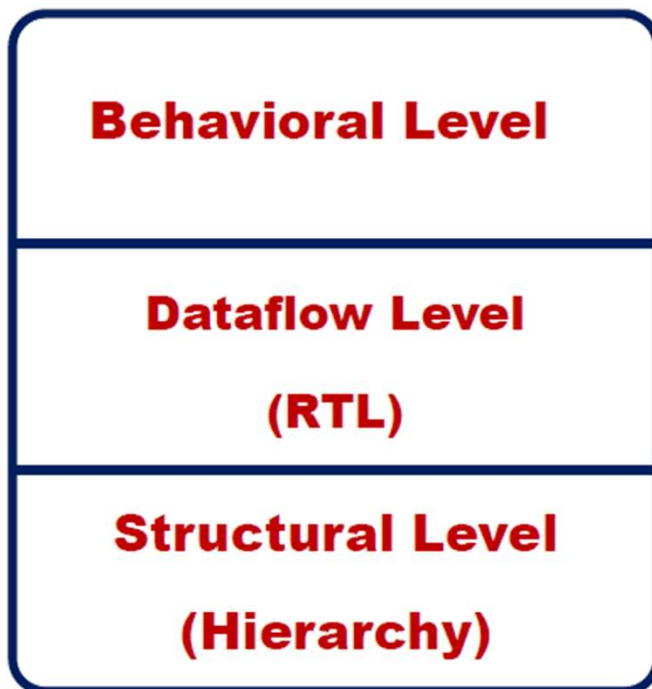 Behavioral Level
Dataflow Level
(RTL)
Structural Level
(Hierarchy)